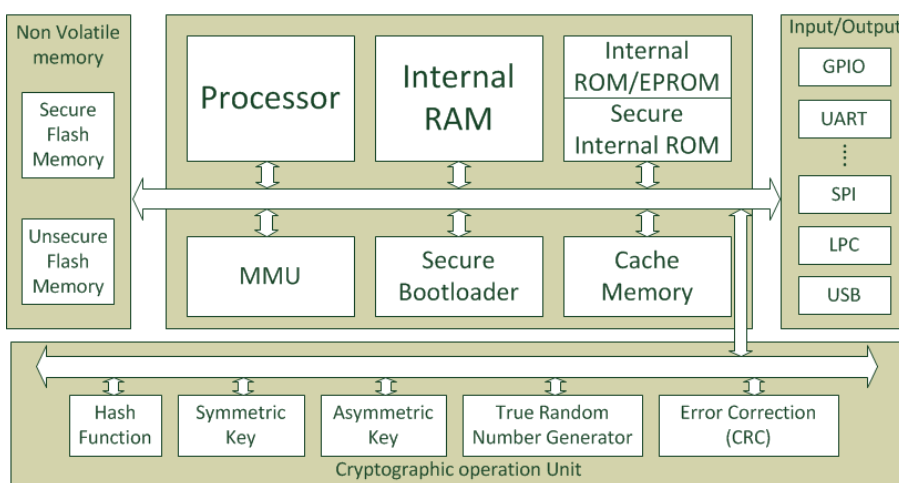 Non Volatile
memory
Secure
Flash
Memory
Unsecure
Flash
Memory
Processor
Internal
RAM
Internal
ROM/EPROM
Secure
Internal ROM
MMU
Secure
Bootloader
Cache
Memory
Input/Output
GPIO
UART
SPI
LPC
USB
Hash
Function
Symmetric
Key
Asymmetric
Key
True Random
Number Generator
Error Correction
(CRC)
Cryptographic operation Unit